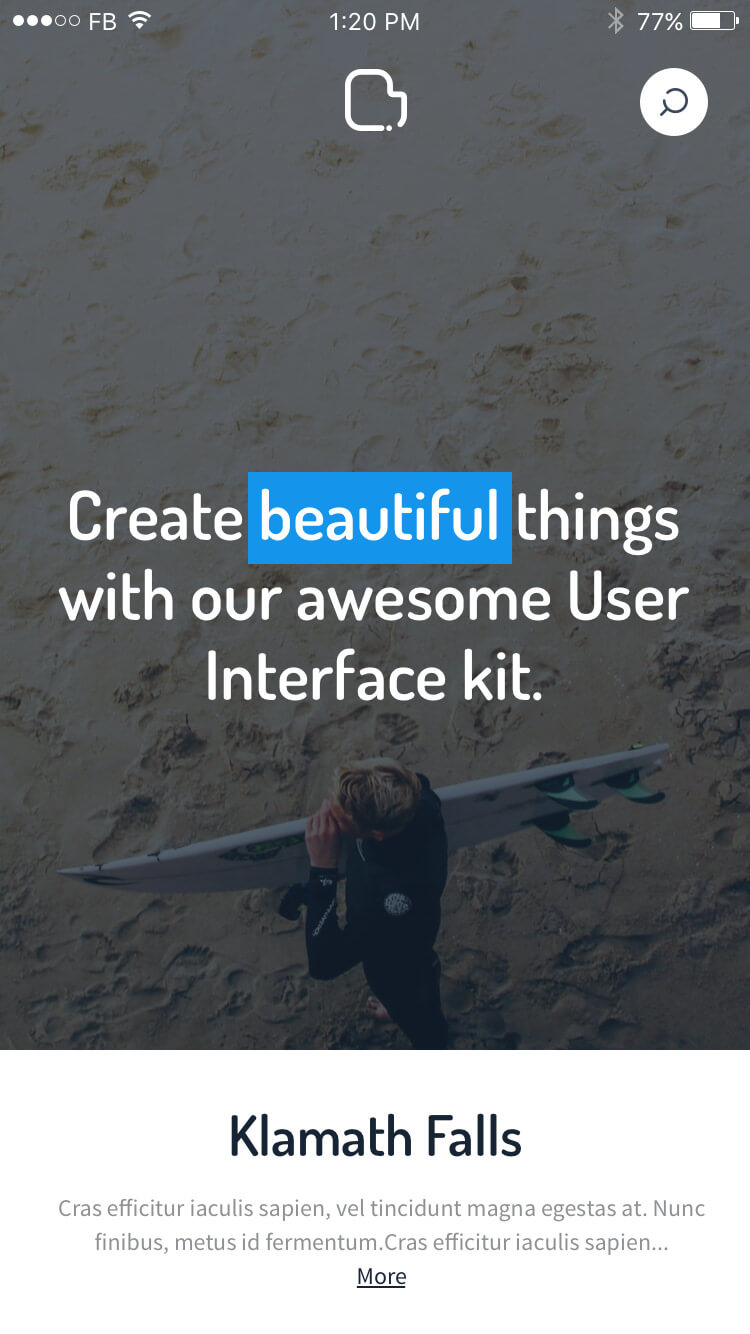 FB 1:20 PM 77%
Create beautiful things
with our awesome User
Interface kit.
Klamath Falls
Cras efficitur iaculis sapien, vel tincidunt magna egestas at. Nunc
finibus, metus id fermentum.Cras efficitur iaculis sapien...
More